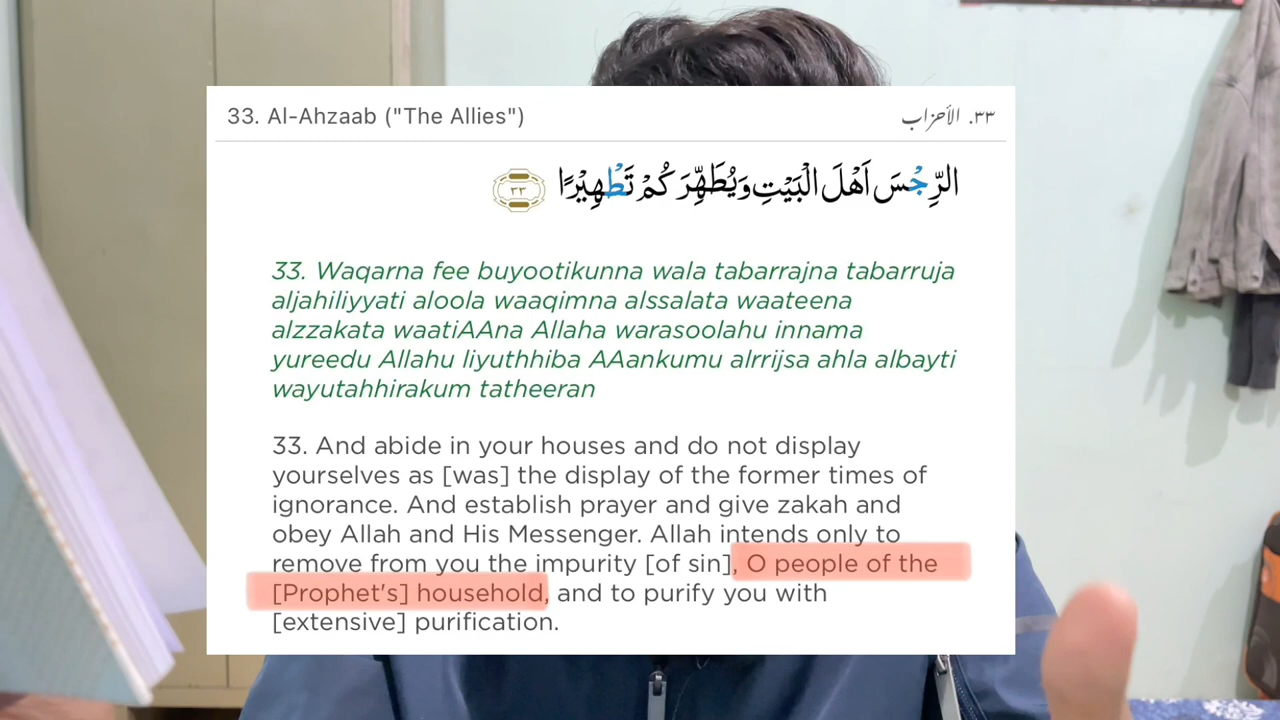 33. Al-Ahzaab ("The Allies")
٣٣. الأحزاب
الرِّجْسَ اَهْلَ الْبَيْتِ وَيُطَهِّرَكُمْ تَطْهِيْرًا ٣٣
33. Waqarna fee buyootikunna wala tabarrajna tabarruja
aljahiliyyati aloola waaqimna alssalata waateena
alzzakata waatiAAna Allaha warasoolahu innama
yureedu Allahu liyuthhiba AAankumu alrrijsa ahla albayti
wayutahhirakum tatheeran
33. And abide in your houses and do not display
yourselves as [was] the display of the former times of
ignorance. And establish prayer and give zakah and
obey Allah and His Messenger. Allah intends only to
remove from you the impurity [of sin], O people of the
[Prophet's] household, and to purify you with
[extensive] purification.